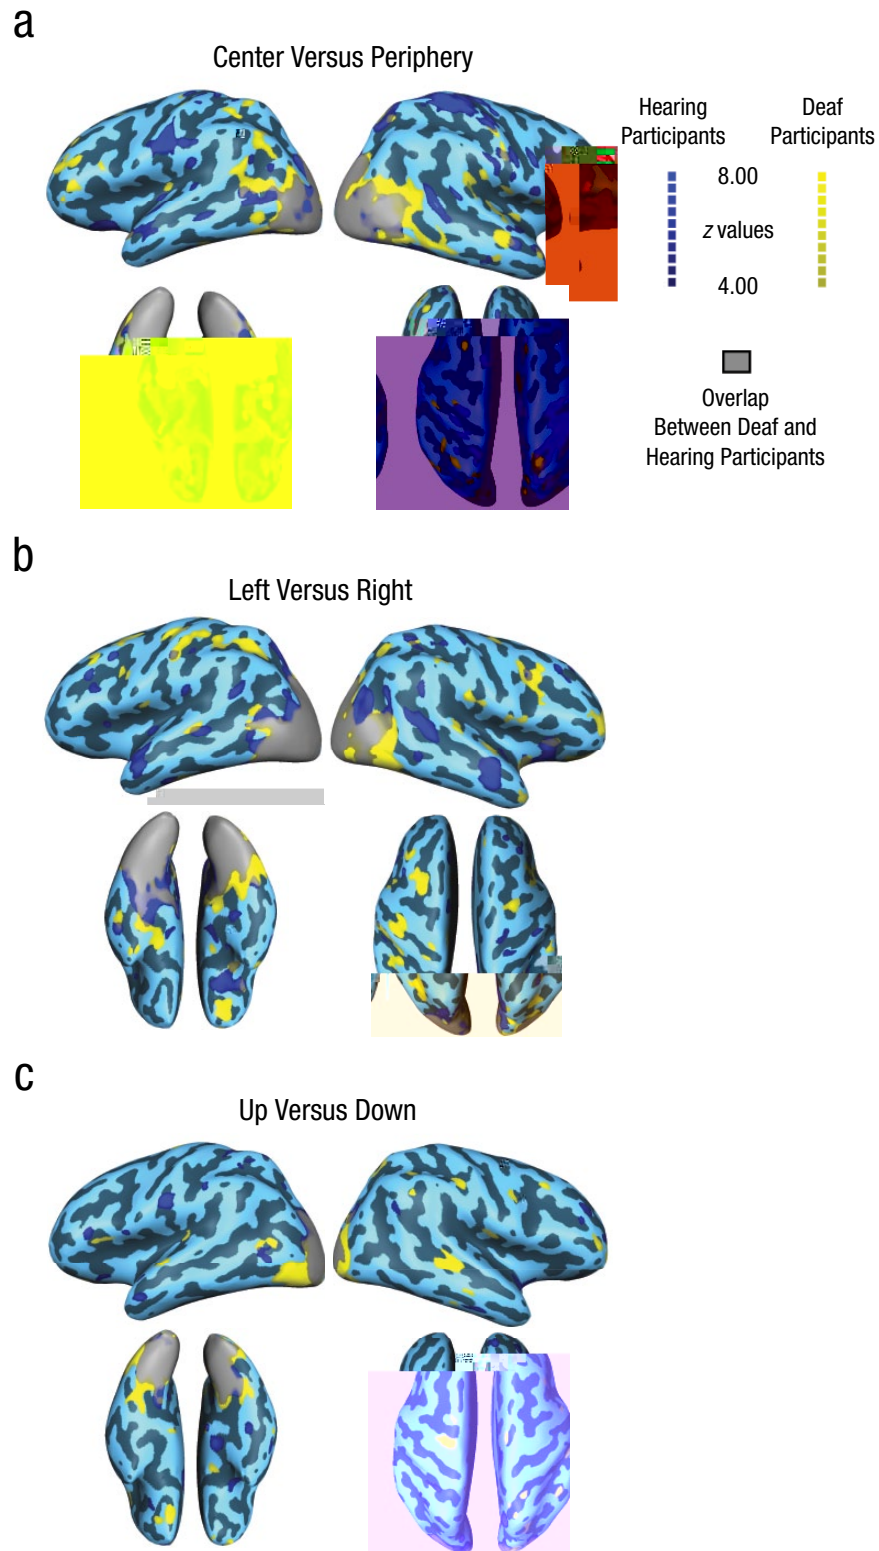 a
Center Versus Periphery
Hearing
Participants
Deaf
Participants
8.00
z values
4.00
Overlap
Between Deaf and
Hearing Participants
b
Left Versus Right
c
Up Versus Down